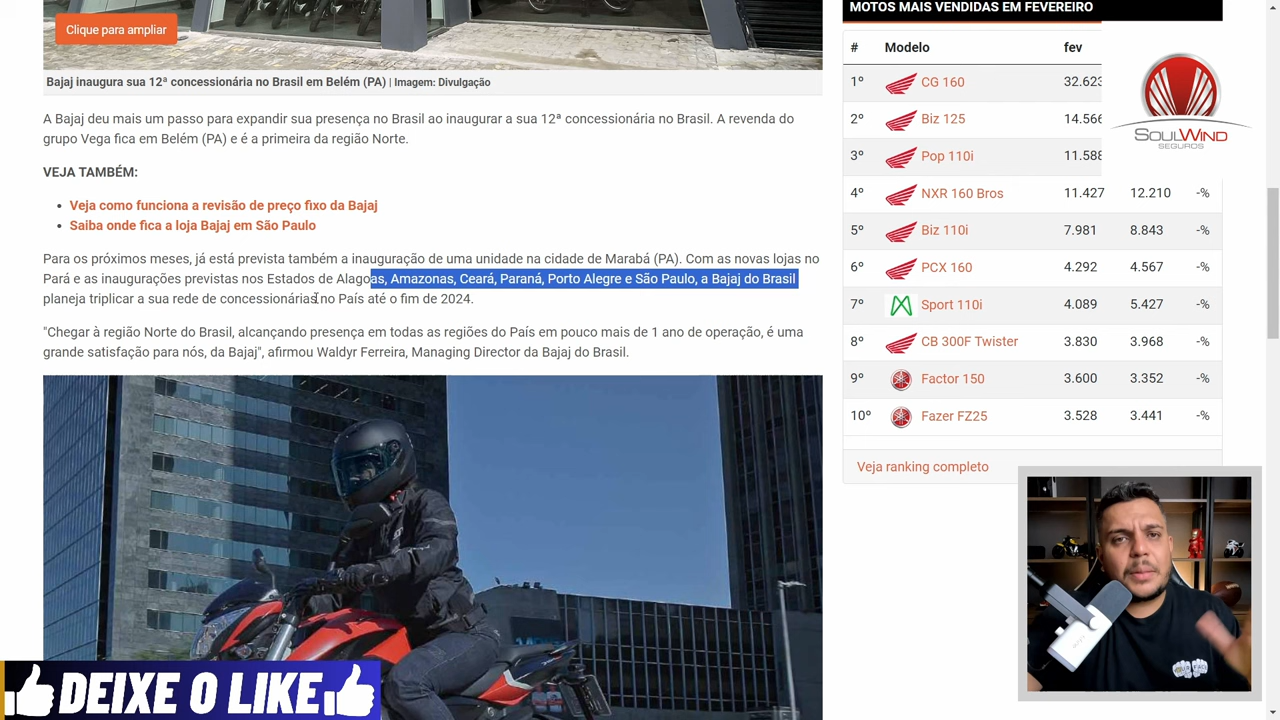 Clique para ampliar
Bajaj inaugura sua 12ª concessionária no Brasil em Belém (PA) | Imagem: Divulgação
A Bajaj deu mais um passo para expandir sua presença no Brasil ao inaugurar a sua 12ª concessionária no Brasil. A revenda do
grupo Vega fica em Belém (PA) e é a primeira da região Norte.
VEJA TAMBÉM:
• Veja como funciona a revisão de preço fixo da Bajaj
• Saiba onde fica a loja Bajaj em São Paulo
Para os próximos meses, já está prevista também a inauguração de uma unidade na cidade de Marabá (PA). Com as novas lojas no
Pará e as inaugurações previstas nos Estados de Alagoas, Amazonas, Ceará, Paraná, Porto Alegre e São Paulo, a Bajaj do Brasil
planeja triplicar a sua rede de concessionárias no País até o fim de 2024.
"Chegar à região Norte do Brasil, alcançando presença em todas as regiões do País em pouco mais de 1 ano de operação, é uma
grande satisfação para nós, da Bajaj", afirmou Waldyr Ferreira, Managing Director da Bajaj do Brasil.
DEIXE O LIKE
MOTOS MAIS VENDIDAS EM FEVEREIRO
# Modelo fev
1º CG 160 32.623
2º Biz 125 14.566
3º Pop 110i 11.588
4º NXR 160 Bros 11.427 12.210 -%
5º Biz 110i 7.981 8.843 -%
6º PCX 160 4.292 4.567 -%
7º Sport 110i 4.089 5.427 -%
8º CB 300F Twister 3.830 3.968 -%
9º Factor 150 3.600 3.352 -%
10º Fazer FZ25 3.528 3.441 -%
Veja ranking completo
SOULWIND
SEGUROS